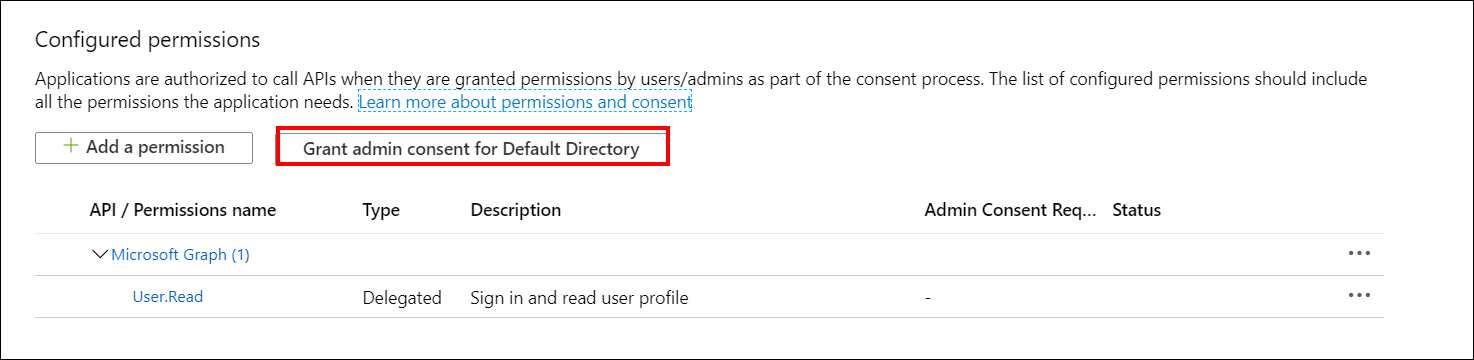 Configured permissions
Applications are authorized to call APIs when they are granted permissions by users/admins as part of the consent process. The list of configured permissions should include
all the permissions the application needs. Learn more about permissions and consent
+ Add a permission Grant admin consent for Default Directory
API / Permissions name Type Description Admin Consent Req... Status
Microsoft Graph (1) ...
User.Read Delegated Sign in and read user profile - ...